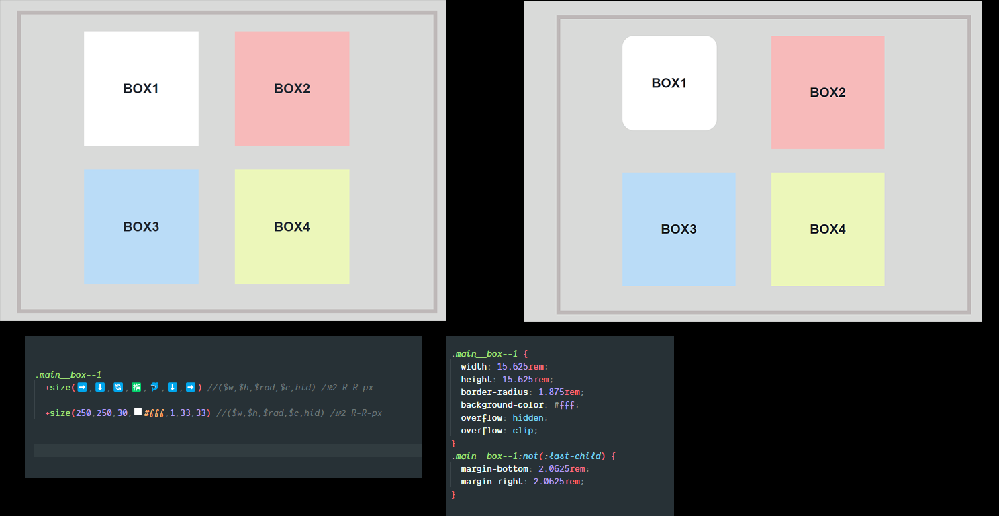 BOX1
BOX2
BOX3
BOX4
BOX1
BOX2
BOX3
BOX4
.main__box--1
+size(➡,⬇,🔄,,,⬇,➡) //($w,$h,$rad,$c,hid) /2 R-R-px
+size(250,250,30,#fff,1,33,33) //($w,$h,$rad,$c,hid) /2 R-R-px
.main__box--1 {
width: 15.625rem;
height: 15.625rem;
border-radius: 1.875rem;
background-color: #fff;
overflow: hidden;
overflow: clip;
}
.main__box--1:not(:last-child) {
margin-bottom: 2.0625rem;
margin-right: 2.0625rem;
}